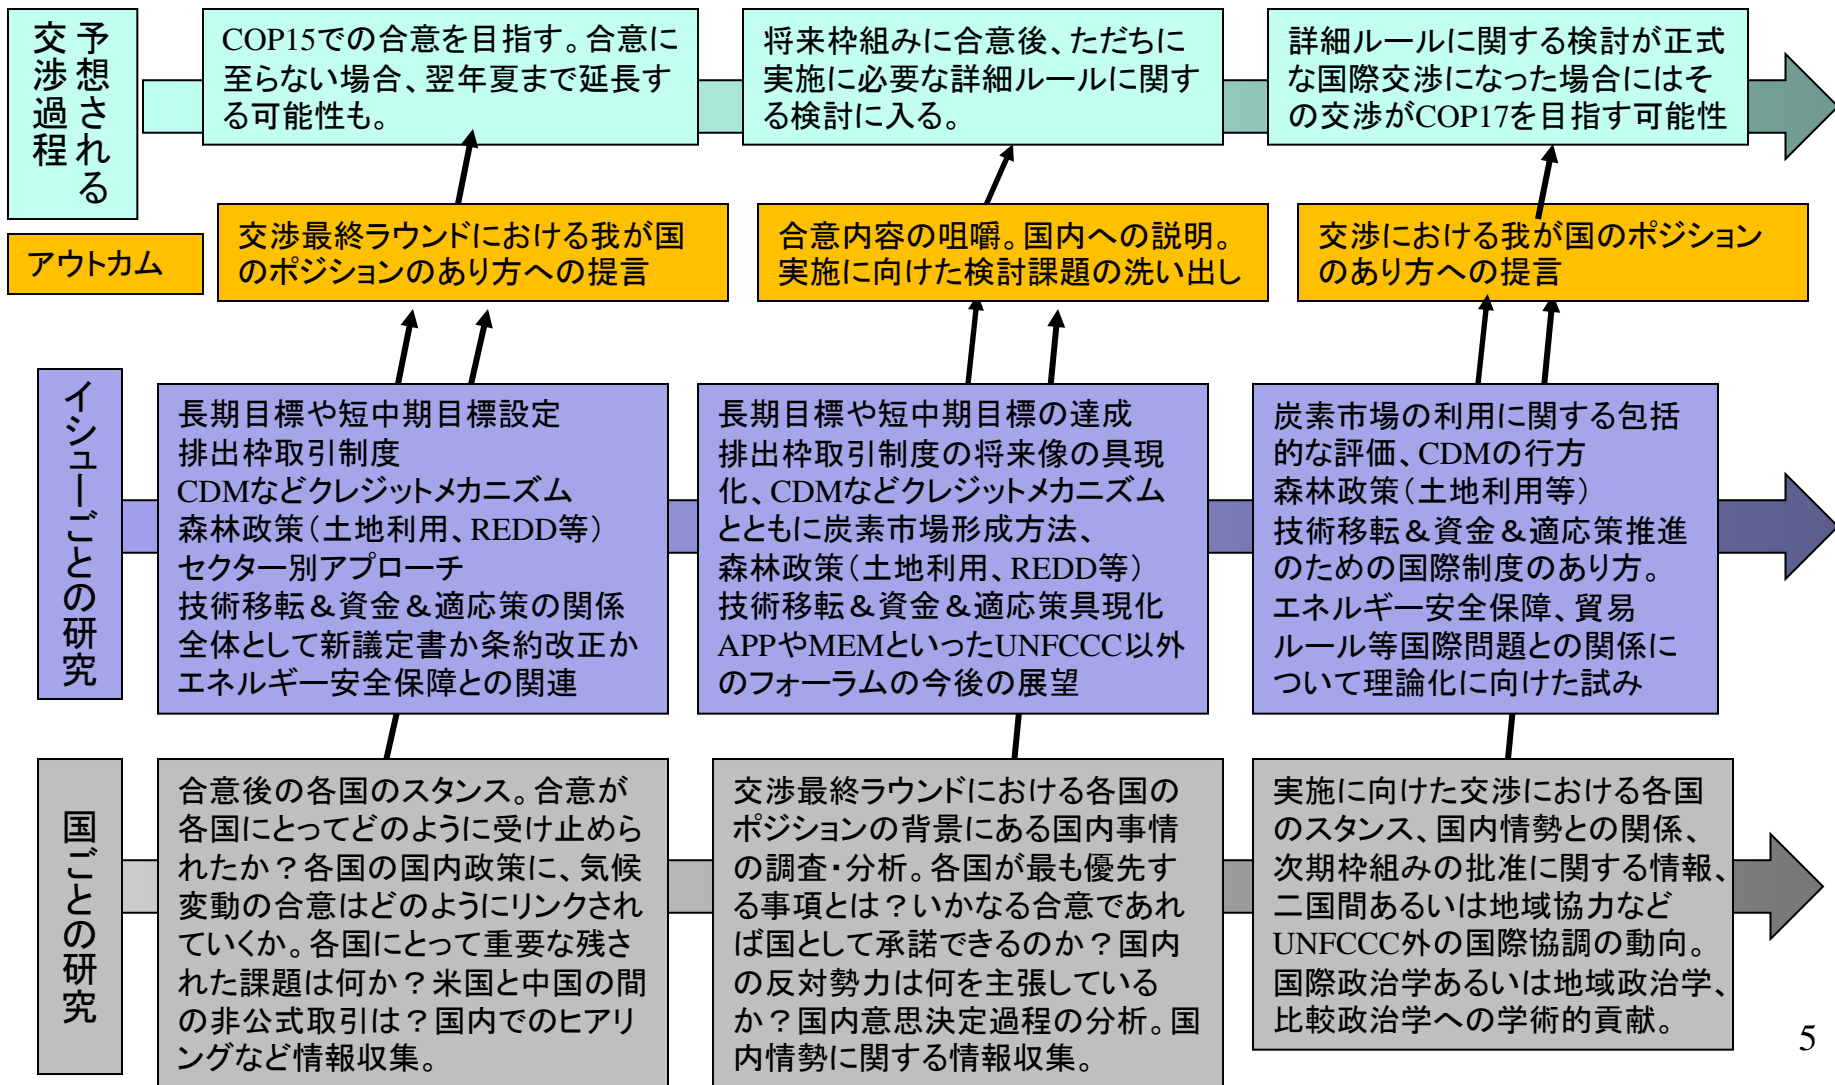 予想される
交渉過程
COP15での合意を目指す。合意に
至らない場合、翌年夏まで延長す
る可能性も。
将来枠組みに合意後、ただちに
実施に必要な詳細ルールに関す
る検討に入る。
詳細ルールに関する検討が正式
な国際交渉になった場合にはそ
の交渉がCOP17を目指す可能性
アウトカム
交渉最終ラウンドにおける我が国
のポジションのあり方への提言
合意内容の咀嚼。国内への説明。
実施に向けた検討課題の洗い出し
交渉における我が国のポジション
のあり方への提言
イシューごとの研究
長期目標や短中期目標設定
排出枠取引制度
CDMなどクレジットメカニズム
森林政策（土地利用、REDD等）
セクター別アプローチ
技術移転＆資金＆適応策の関係
全体として新議定書か条約改正か
エネルギー安全保障との関連
長期目標や短中期目標の達成
排出枠取引制度の将来像の具現
化、CDMなどクレジットメカニズム
とともに炭素市場形成方法、
森林政策（土地利用、REDD等）
技術移転＆資金＆適応策具現化
APPやMEMといったUNFCCC以外
のフォーラムの今後の展望
炭素市場の利用に関する包括
的な評価、CDMの行方
森林政策（土地利用等）
技術移転＆資金＆適応策推進
のための国際制度のあり方。
エネルギー安全保障、貿易
ルール等国際問題との関係に
ついて理論化に向けた試み
国ごとの研究
合意後の各国のスタンス。合意が
各国にとってどのように受け止めら
れたか？各国の国内政策に、気候
変動の合意はどのようにリンクされ
ていくか。各国にとって重要な残さ
れた課題は何か？米国と中国の間
の非公式取引は？国内でのヒアリ
ングなど情報収集。
交渉最終ラウンドにおける各国の
ポジションの背景にある国内事情
の調査・分析。各国が最も優先す
る事項とは？いかなる合意であれ
ば国として承諾できるのか？国内
の反対勢力は何を主張している
か？国内意思決定過程の分析。国
内情勢に関する情報収集。
実施に向けた交渉における各国
のスタンス、国内情勢との関係、
次期枠組みの批准に関する情報、
二国間あるいは地域協力など
UNFCCC外の国際協調の動向。
国際政治学あるいは地域政治学、
比較政治学への学術的貢献。
5